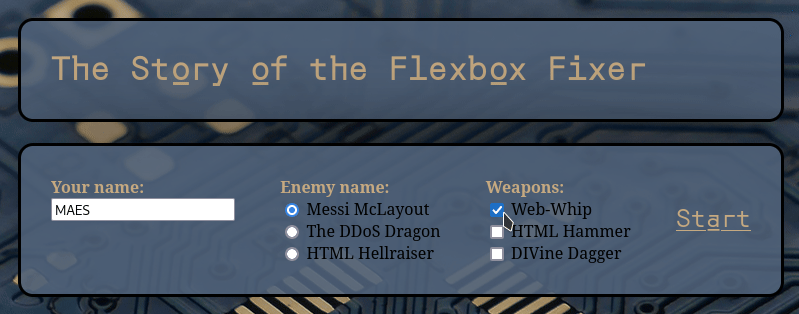 The Story of the Flexbox Fixer
Your name:
MAES
Enemy name:
Messi McLayout
The DDoS Dragon
HTML Hellraiser
Weapons:
Web-Whip
HTML Hammer
DIVine Dagger
Start